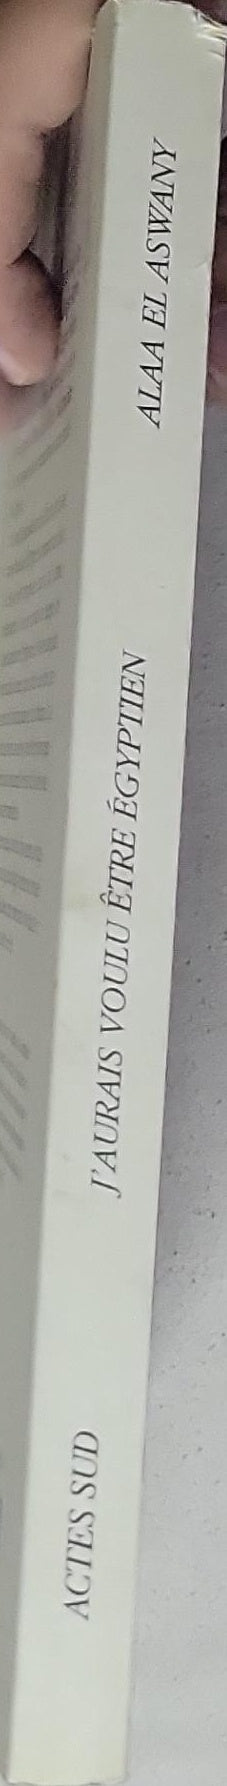 ALAA EL ASWANY
J'AURAIS VOULU ÊTRE ÉGYPTIEN
ACTES SUD